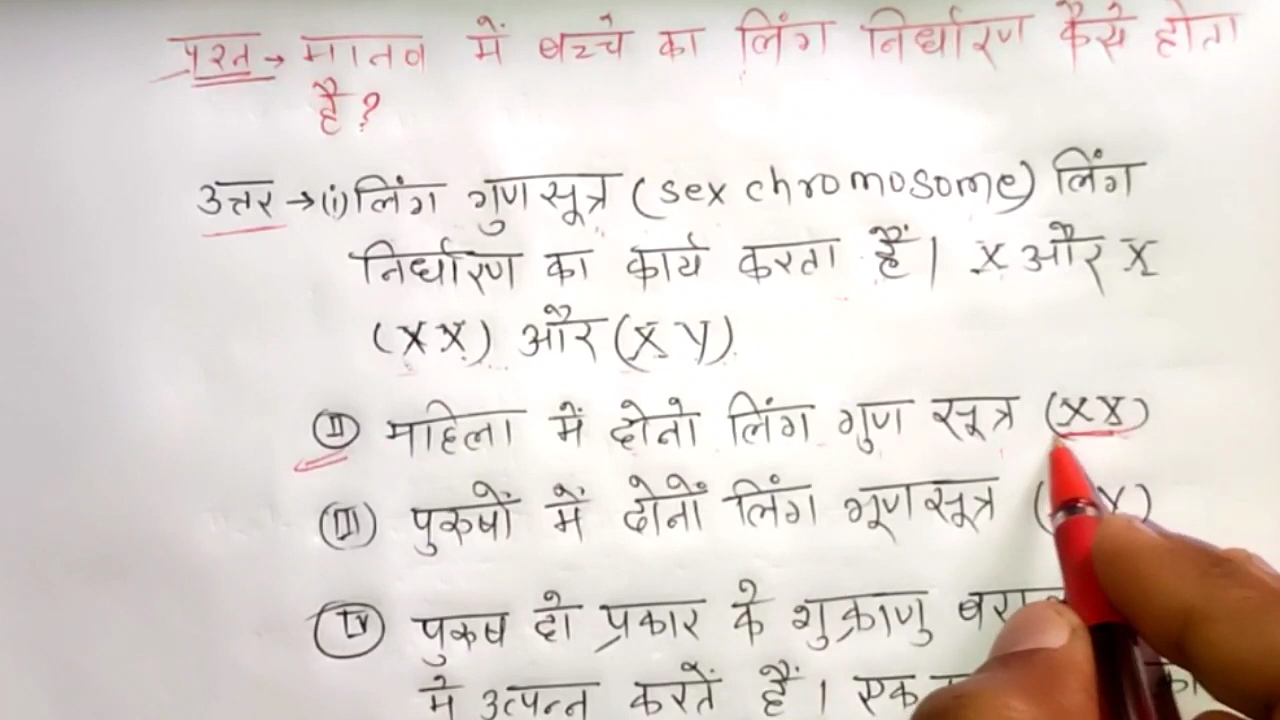 प्रश्न → मानव में बच्चे का लिंग निर्धारण कैसे होता
है?
उत्तर → (i) लिंग गुणसूत्र (sex chromosome) लिंग
निर्धारण का कार्य करता हैं। X और X
(XX) और (XY)
(II) महिला में दोनो लिंग गुण सूत्र (XX)
(III) पुरुषों में दोनों लिंग गूणसूत्र ( Y)
(IV) पुरुष दो प्रकार के शुक्राणु
में उत्पन्न करतें हैं। एक